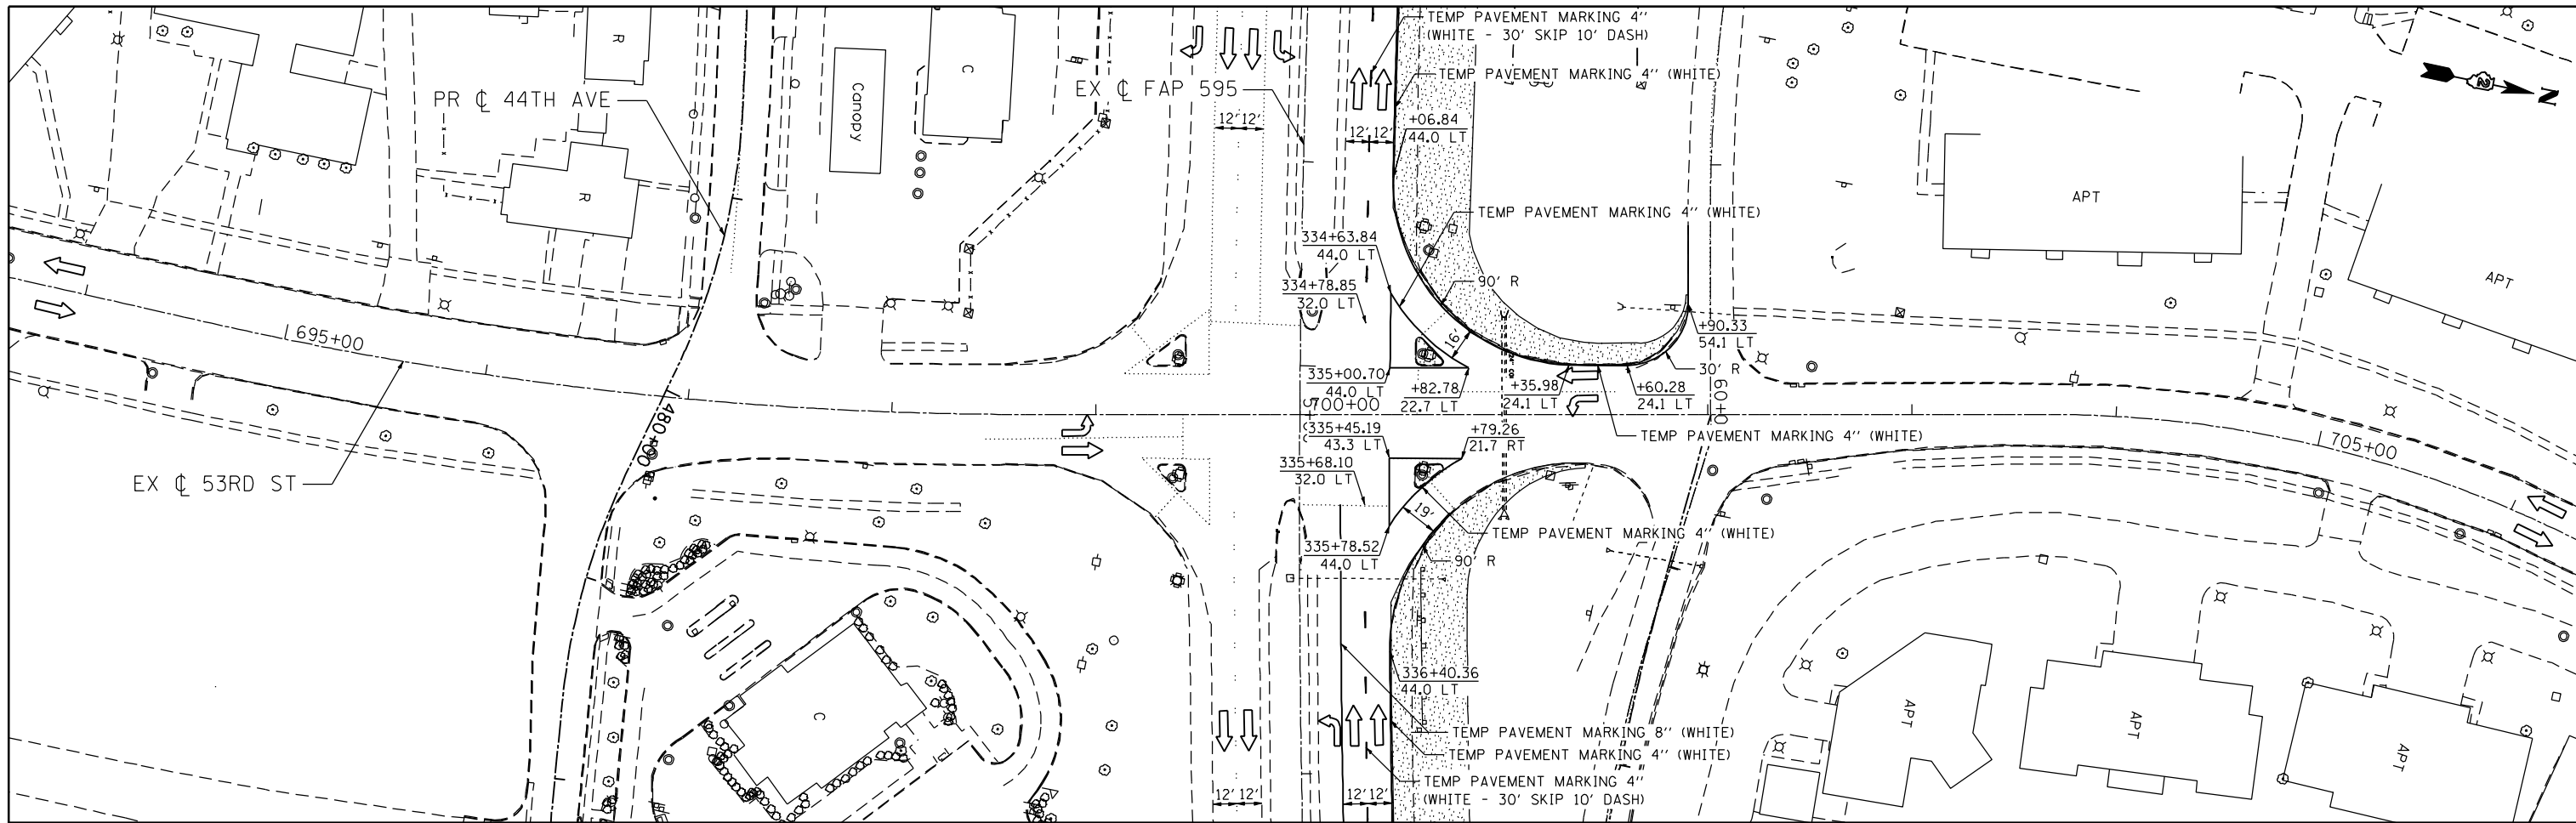 TEMP PAVEMENT MARKING 4''
(WHITE - 30' SKIP 10' DASH)
TEMP PAVEMENT MARKING 4'' (WHITE)
PR ℄ 44TH AVE
EX ℄ FAP 595
R
C
Canopy
12' 12'
12' 12'
+06.84
44.0 LT
N
APT
APT
R
TEMP PAVEMENT MARKING 4'' (WHITE)
334+63.84
44.0 LT
334+78.85
32.0 LT
90' R
16'
+90.33
54.1 LT
30' R
695+00
335+00.70
44.0 LT
+82.78
22.7 LT
+35.98
24.1 LT
+60.28
24.1 LT
60+00
700+00
480+00
335+45.19
43.3 LT
+79.26
21.7 RT
TEMP PAVEMENT MARKING 4'' (WHITE)
705+00
EX ℄ 53RD ST
335+68.10
32.0 LT
19'
TEMP PAVEMENT MARKING 4'' (WHITE)
335+78.52
44.0 LT
90' R
336+40.36
44.0 LT
C
APT
APT
APT
TEMP PAVEMENT MARKING 8'' (WHITE)
TEMP PAVEMENT MARKING 4'' (WHITE)
TEMP PAVEMENT MARKING 4''
(WHITE - 30' SKIP 10' DASH)
12' 12'
12' 12'